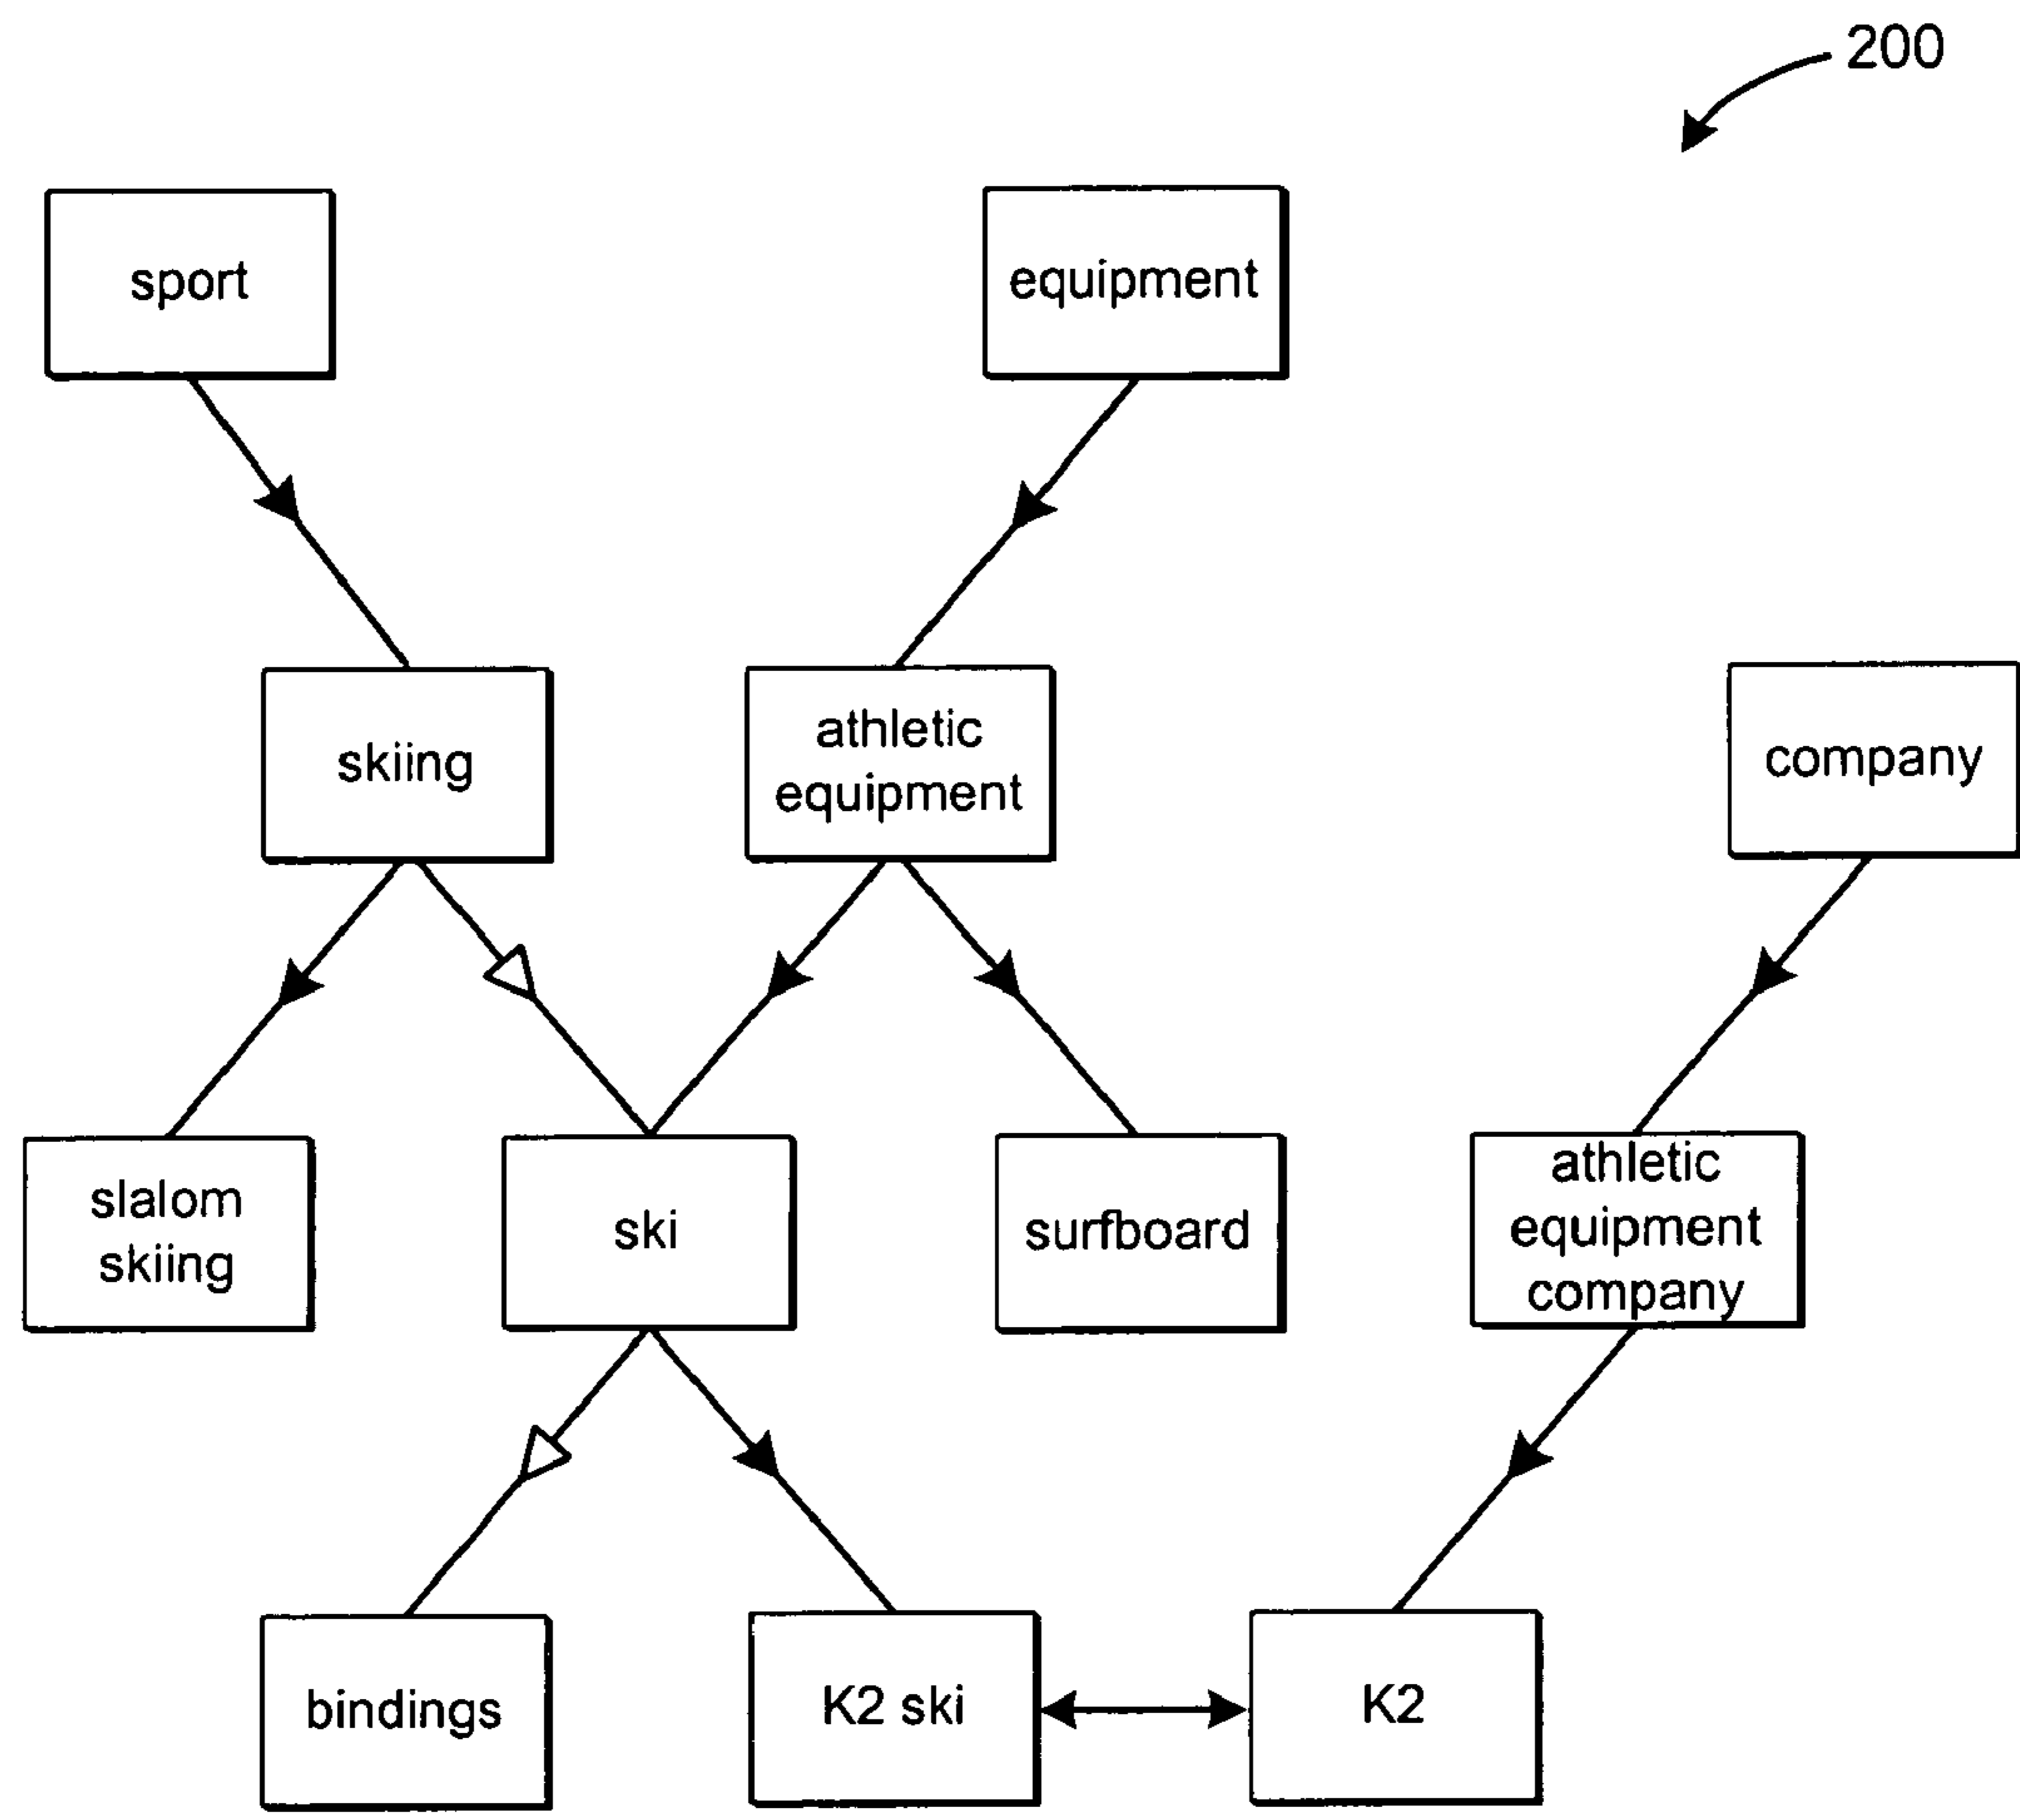 200
sport
equipment
skiing
athletic
equipment
company
slalom
skiing
ski
surfboard
athletic
equipment
company
bindings
K2 ski
K2